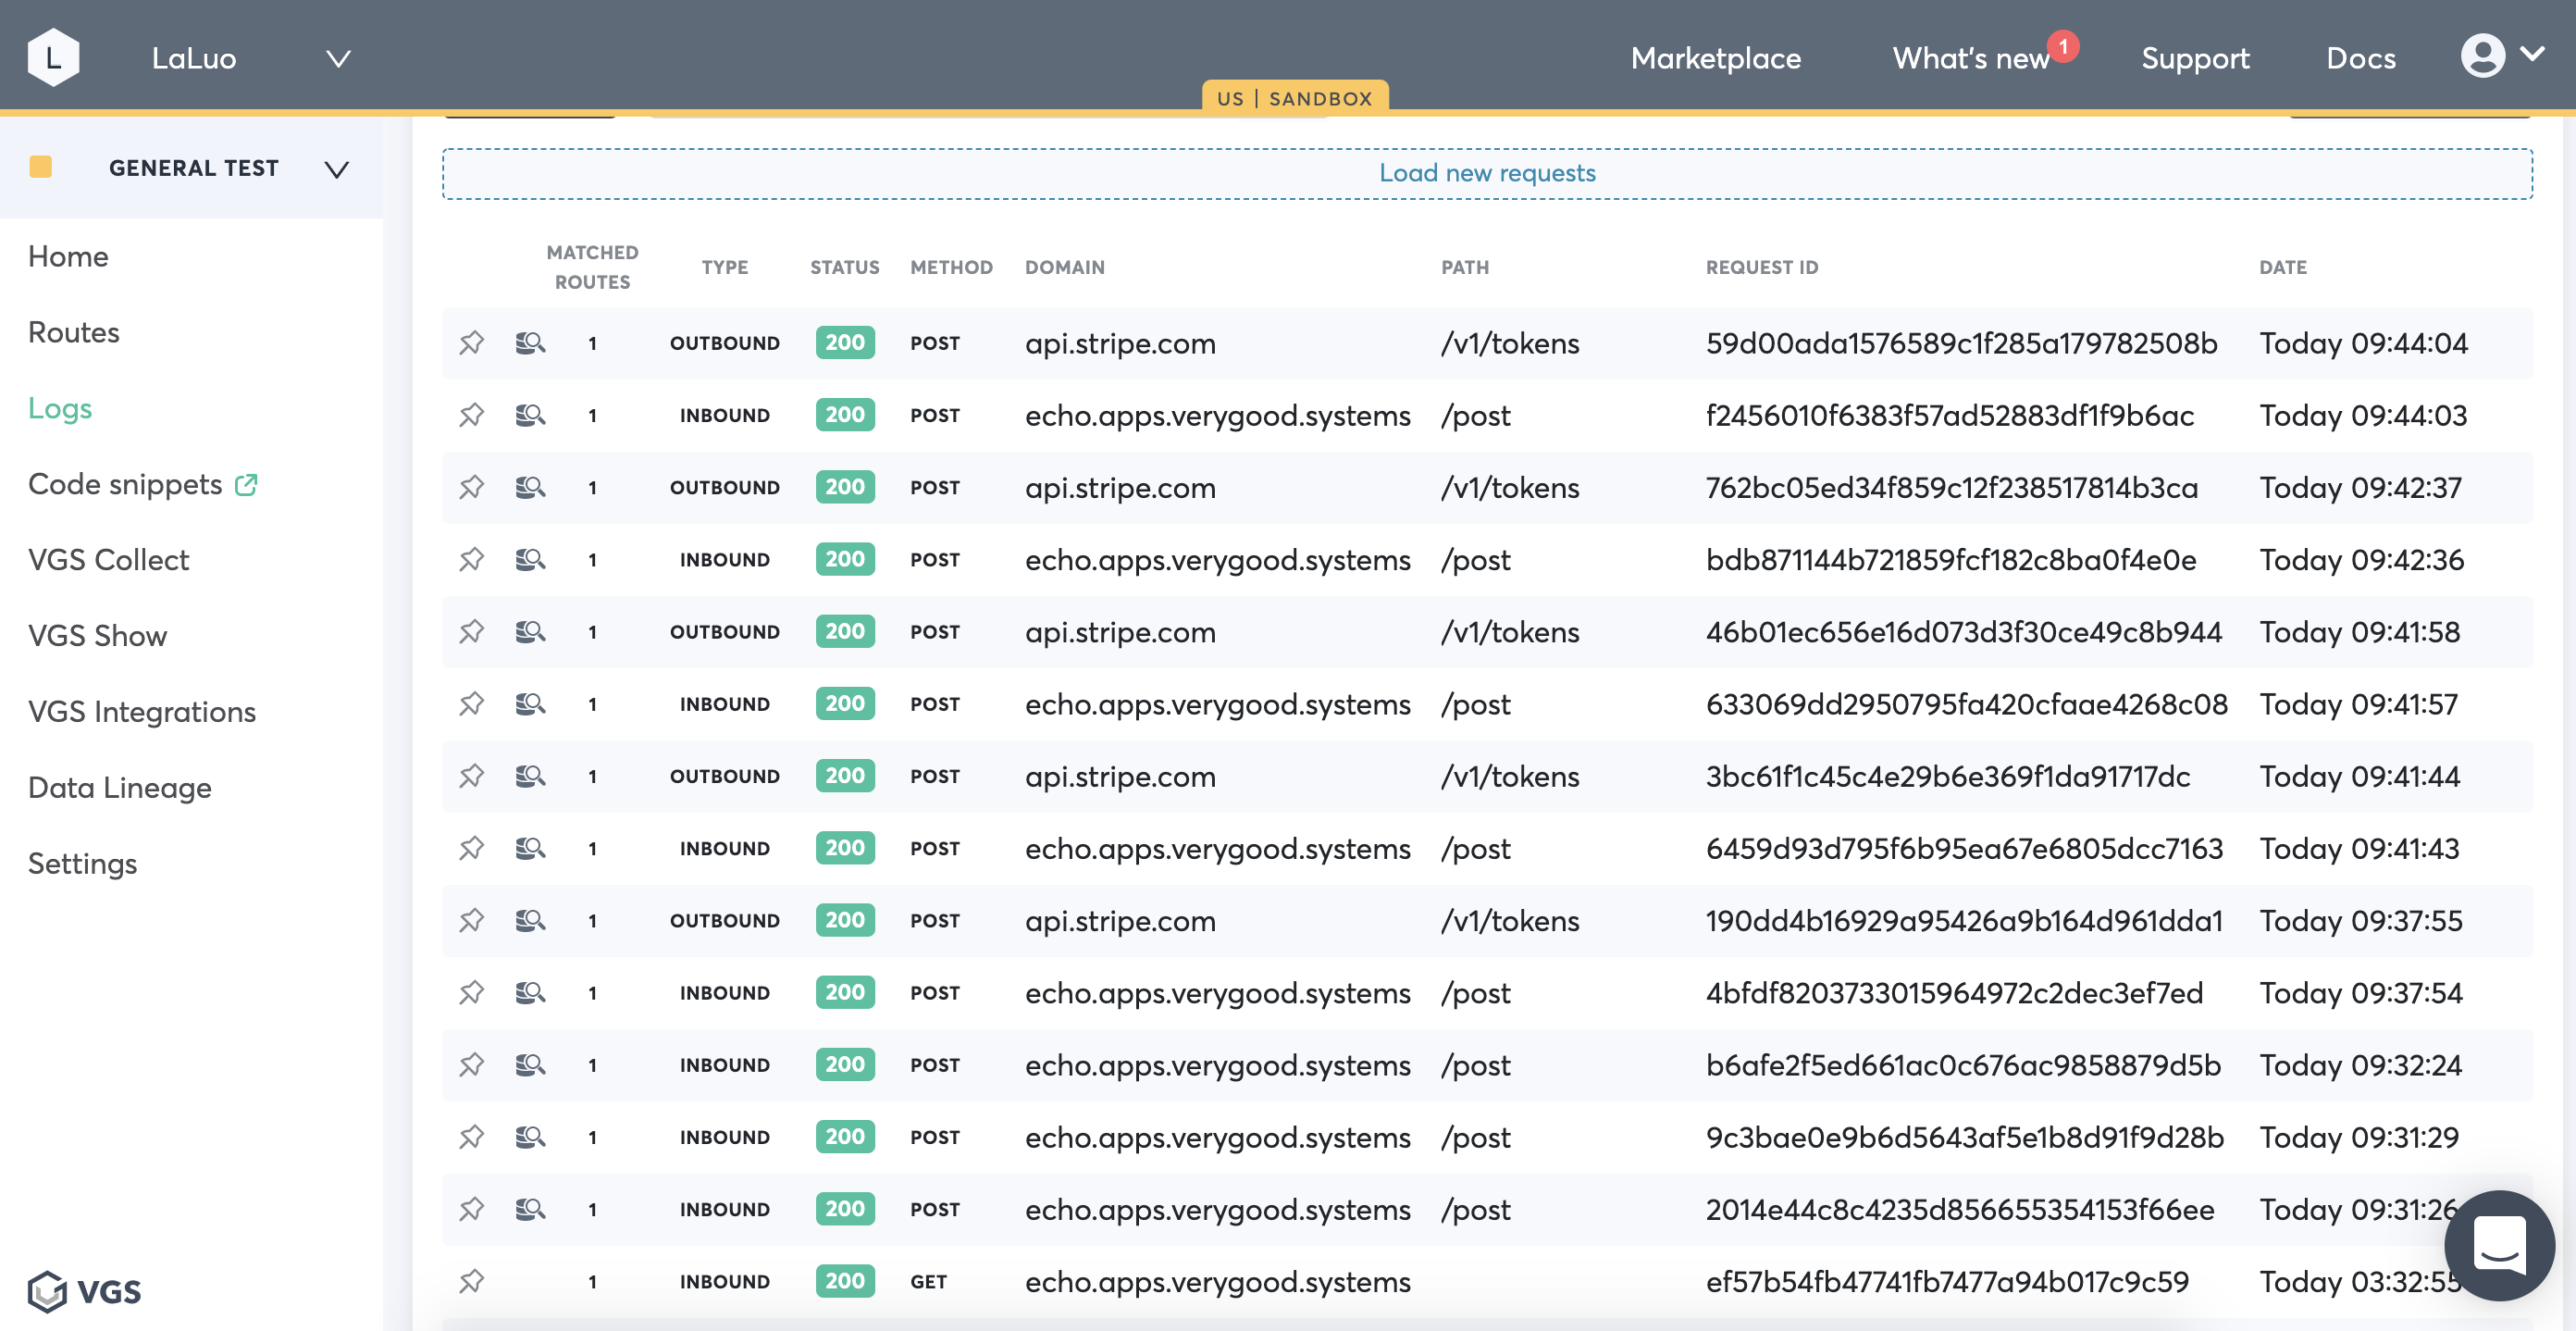 L LaLuo Marketplace What's new 1 Support Docs
US | SANDBOX
GENERAL TEST
Home
Routes
Logs
Code snippets
VGS Collect
VGS Show
VGS Integrations
Data Lineage
Settings
VGS
Load new requests
MATCHED ROUTES TYPE STATUS METHOD DOMAIN PATH REQUEST ID DATE
1 OUTBOUND 200 POST api.stripe.com /v1/tokens 59d00ada1576589c1f285a179782508b Today 09:44:04
1 INBOUND 200 POST echo.apps.verygood.systems /post f2456010f6383f57ad52883df1f9b6ac Today 09:44:03
1 OUTBOUND 200 POST api.stripe.com /v1/tokens 762bc05ed34f859c12f238517814b3ca Today 09:42:37
1 INBOUND 200 POST echo.apps.verygood.systems /post bdb871144b721859fcf182c8ba0f4e0e Today 09:42:36
1 OUTBOUND 200 POST api.stripe.com /v1/tokens 46b01ec656e16d073d3f30ce49c8b944 Today 09:41:58
1 INBOUND 200 POST echo.apps.verygood.systems /post 633069dd2950795fa420cfaae4268c08 Today 09:41:57
1 OUTBOUND 200 POST api.stripe.com /v1/tokens 3bc61f1c45c4e29b6e369f1da91717dc Today 09:41:44
1 INBOUND 200 POST echo.apps.verygood.systems /post 6459d93d795f6b95ea67e6805dcc7163 Today 09:41:43
1 OUTBOUND 200 POST api.stripe.com /v1/tokens 190dd4b16929a95426a9b164d961dda1 Today 09:37:55
1 INBOUND 200 POST echo.apps.verygood.systems /post 4bfdf8203733015964972c2dec3ef7ed Today 09:37:54
1 INBOUND 200 POST echo.apps.verygood.systems /post b6afe2f5ed661ac0c676ac9858879d5b Today 09:32:24
1 INBOUND 200 POST echo.apps.verygood.systems /post 9c3bae0e9b6d5643af5e1b8d91f9d28b Today 09:31:29
1 INBOUND 200 POST echo.apps.verygood.systems /post 2014e44c8c4235d856655354153f66ee Today 09:31:26
1 INBOUND 200 GET echo.apps.verygood.systems ef57b54fb47741fb7477a94b017c9c59 Today 03:32:55